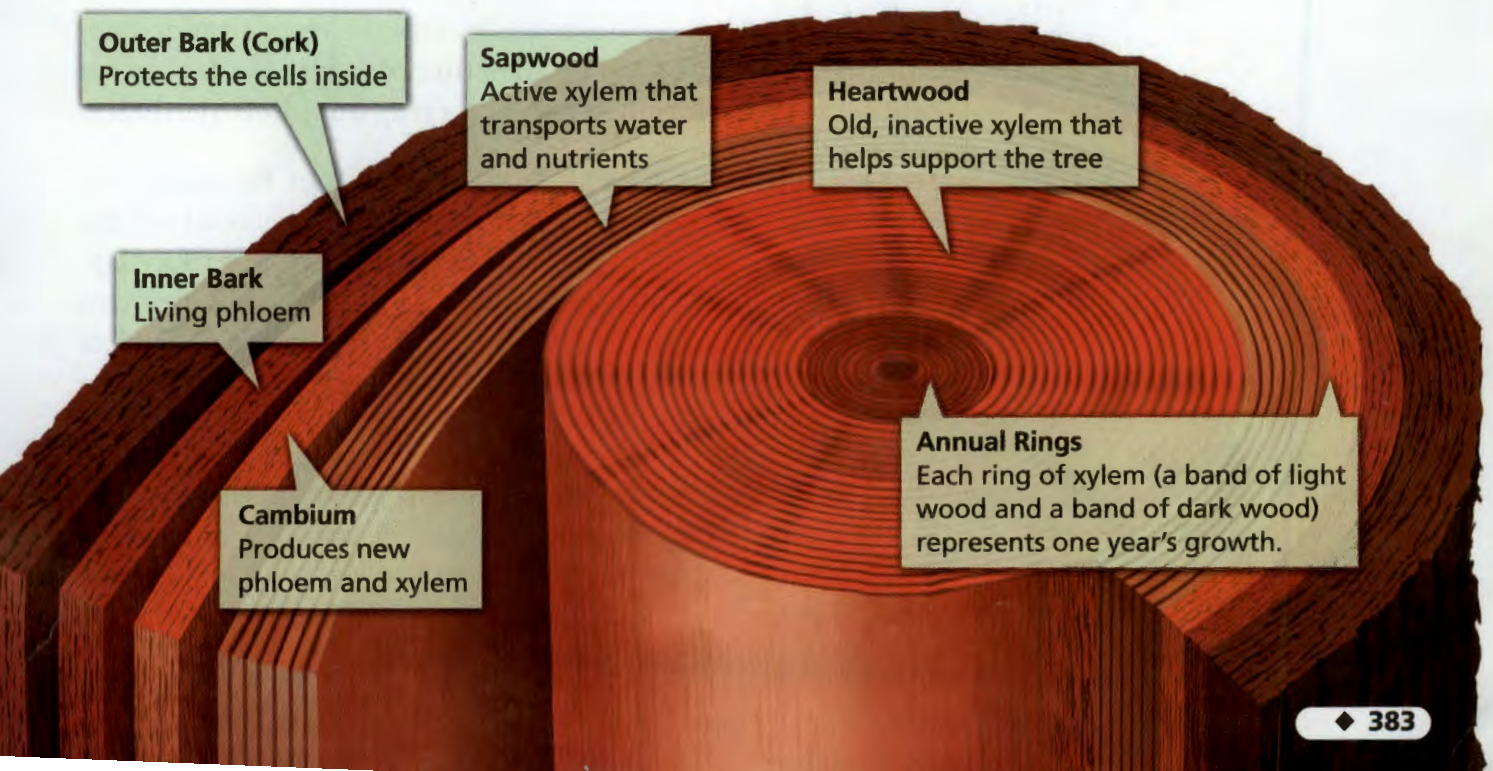 Outer Bark (Cork)
Protects the cells inside
Sapwood
Active xylem that
transports water
and nutrients
Heartwood
Old, inactive xylem that
helps support the tree
Inner Bark
Living phloem
Annual Rings
Each ring of xylem (a band of light
wood and a band of dark wood)
represents one year's growth.
Cambium
Produces new
phloem and xylem
◆ 383